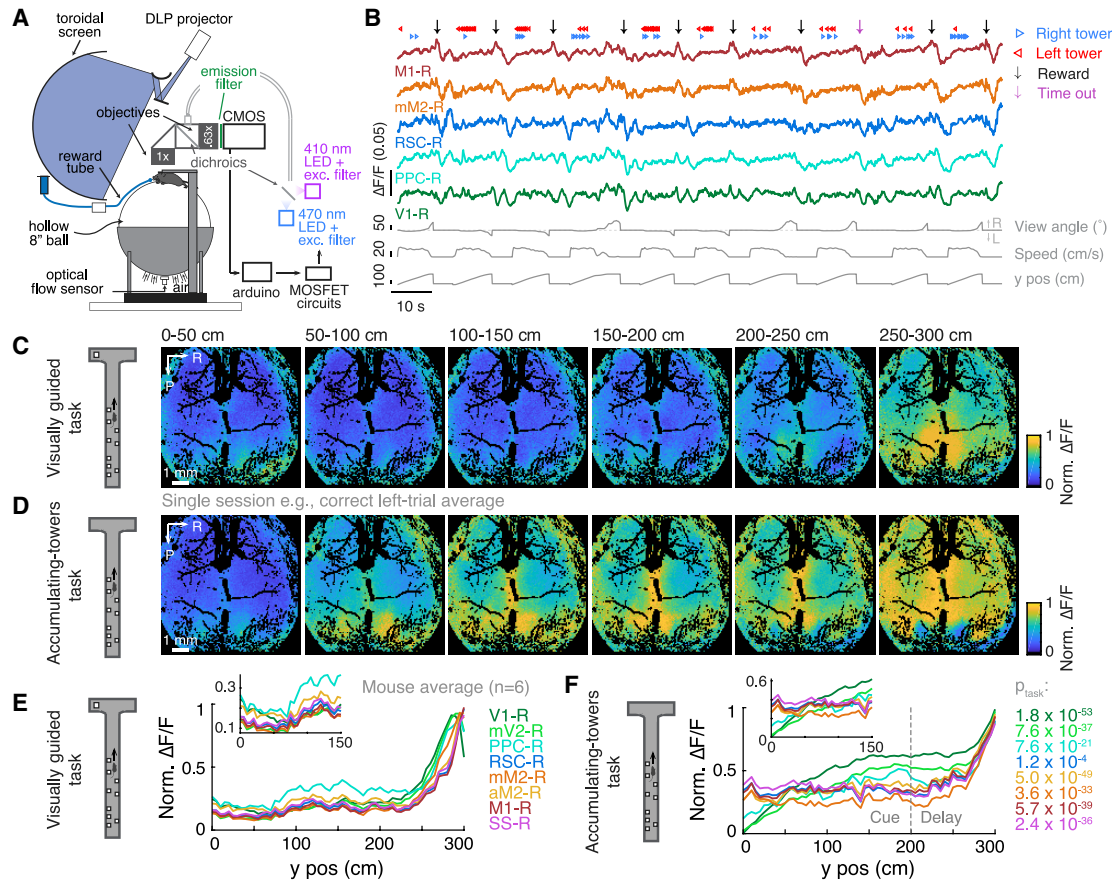 A
toroidal
screen
DLP projector
emission
filter
objectives
CMOS
.63x
1x
dichroics
reward
tube
410 nm
LED +
exc. filter
470 nm
LED +
exc. filter
hollow
8” ball
optical
flow sensor
air
arduino
MOSFET
circuits
B
Right tower
Left tower
Reward
Time out
M1-R
mM2-R
RSC-R
PPC-R
V1-R
ΔF/F (0.05)
50
View angle (°)
R
L
20
Speed (cm/s)
100
y pos (cm)
10 s
C
0-50 cm
50-100 cm
100-150 cm
150-200 cm
200-250 cm
250-300 cm
Visually guided
task
R
P
1 mm
1
0
Norm. ΔF/F
Single session e.g., correct left-trial average
D
Accumulating-towers
task
R
P
1 mm
1
0
Norm. ΔF/F
E
Visually guided
task
Mouse average (n=6)
0.3
0.1
0
150
1
0.5
0
Norm. ΔF/F
0
100
200
300
y pos (cm)
V1-R
mV2-R
PPC-R
RSC-R
mM2-R
aM2-R
M1-R
SS-R
F
Accumulating-towers
task
0.6
0
0
150
1
0.5
0
Norm. ΔF/F
Cue
Delay
0
100
200
300
y pos (cm)
ptask:
1.8 x 10-53
7.6 x 10-37
7.6 x 10-21
1.2 x 10-4
5.0 x 10-49
3.6 x 10-33
5.7 x 10-39
2.4 x 10-36